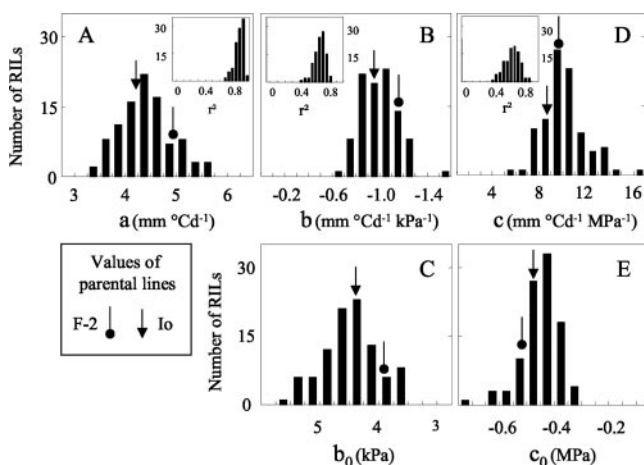 A
B
D
30
15
0
Number of RILs
30
15
0 0.4 0.8
r²
30
15
0 0.4 0.8
r²
30
15
0 0.4 0.8
r²
3 4 5 6
a (mm °Cd⁻¹)
-0.2 -0.6 -1.0 -1.4
b (mm °Cd⁻¹ kPa⁻¹)
4 8 12 16
c (mm °Cd⁻¹ MPa⁻¹)
Values of
parental lines
F-2 Io
C
E
30
15
0
Number of RILs
5 4 3
b₀ (kPa)
-0.6 -0.4 -0.2
c₀ (MPa)